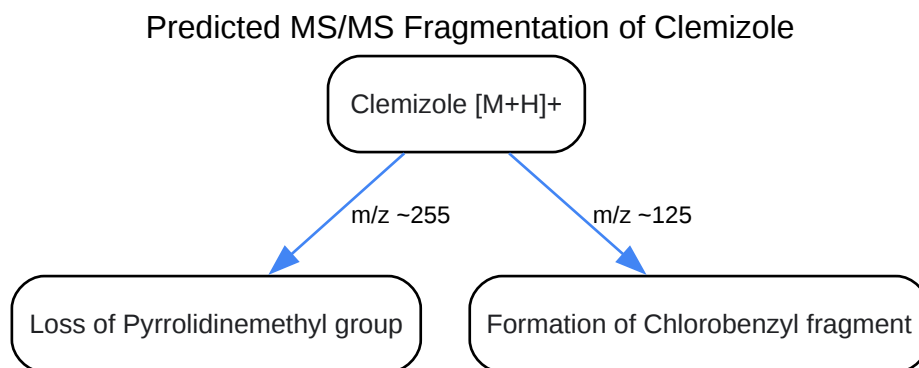 Predicted MS/MS Fragmentation of Clemizole
Clemizole [M+H]+
m/z ~255
m/z ~125
Loss of Pyrrolidinemethyl group
Formation of Chlorobenzyl fragment